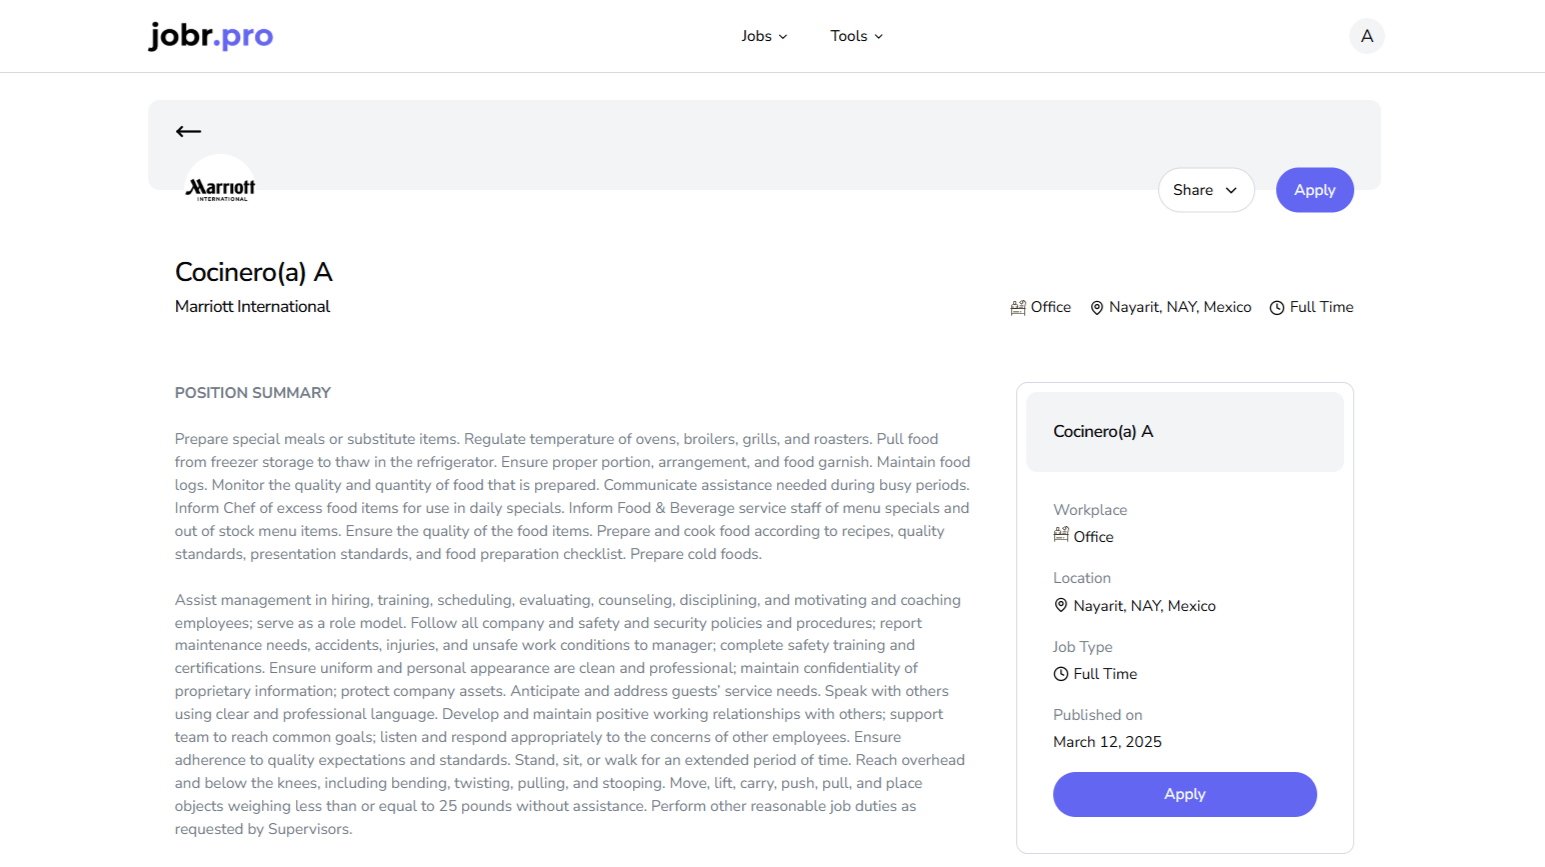 jobr.pro
Jobs
Tools
A
Marriott
INTERNATIONAL
Share
Apply
Cocinero(a) A
Marriott International
Office
Nayarit, NAY, Mexico
Full Time
POSITION SUMMARY
Prepare special meals or substitute items. Regulate temperature of ovens, broilers, grills, and roasters. Pull food
from freezer storage to thaw in the refrigerator. Ensure proper portion, arrangement, and food garnish. Maintain food
logs. Monitor the quality and quantity of food that is prepared. Communicate assistance needed during busy periods.
Inform Chef of excess food items for use in daily specials. Inform Food & Beverage service staff of menu specials and
out of stock menu items. Ensure the quality of the food items. Prepare and cook food according to recipes, quality
standards, presentation standards, and food preparation checklist. Prepare cold foods.
Assist management in hiring, training, scheduling, evaluating, counseling, disciplining, and motivating and coaching
employees; serve as a role model. Follow all company and safety and security policies and procedures; report
maintenance needs, accidents, injuries, and unsafe work conditions to manager; complete safety training and
certifications. Ensure uniform and personal appearance are clean and professional; maintain confidentiality of
proprietary information; protect company assets. Anticipate and address guests’ service needs. Speak with others
using clear and professional language. Develop and maintain positive working relationships with others; support
team to reach common goals; listen and respond appropriately to the concerns of other employees. Ensure
adherence to quality expectations and standards. Stand, sit, or walk for an extended period of time. Reach overhead
and below the knees, including bending, twisting, pulling, and stooping. Move, lift, carry, push, pull, and place
objects weighing less than or equal to 25 pounds without assistance. Perform other reasonable job duties as
requested by Supervisors.
Cocinero(a) A
Workplace
Office
Location
Nayarit, NAY, Mexico
Job Type
Full Time
Published on
March 12, 2025
Apply